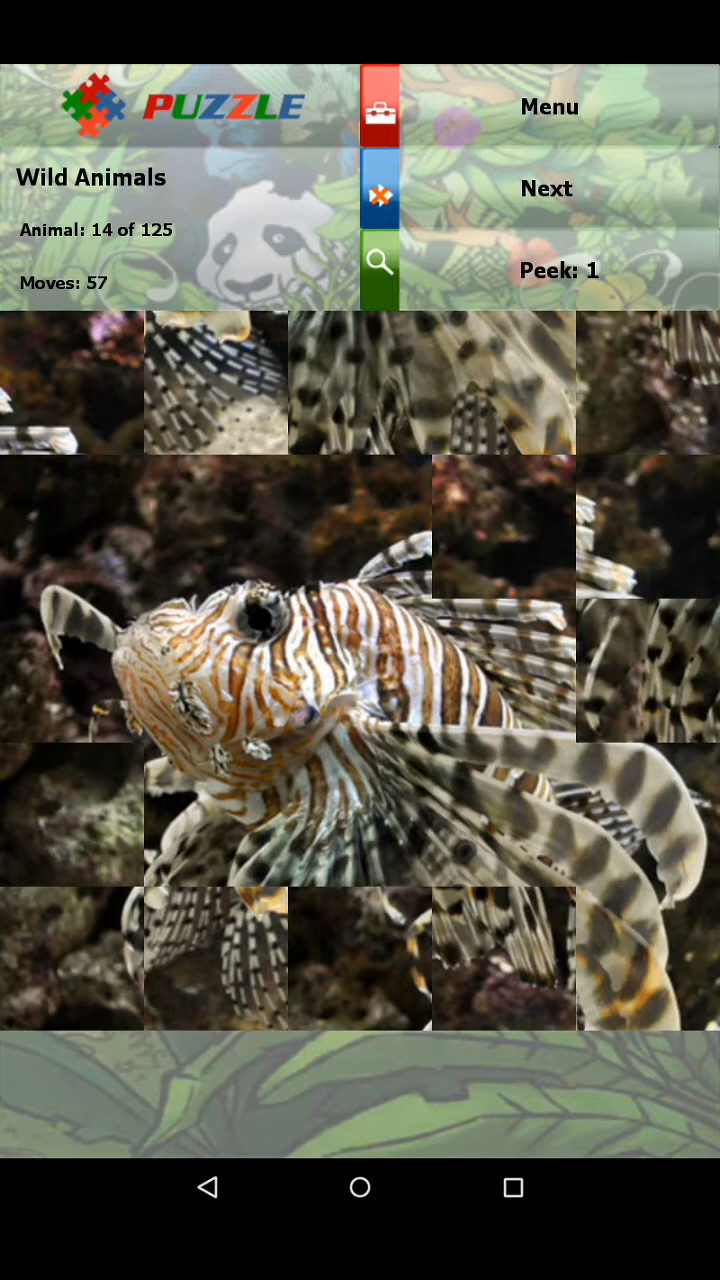 PUZZLE
Menu
Wild Animals
Next
Animal: 14 of 125
Peek: 1
Moves: 57